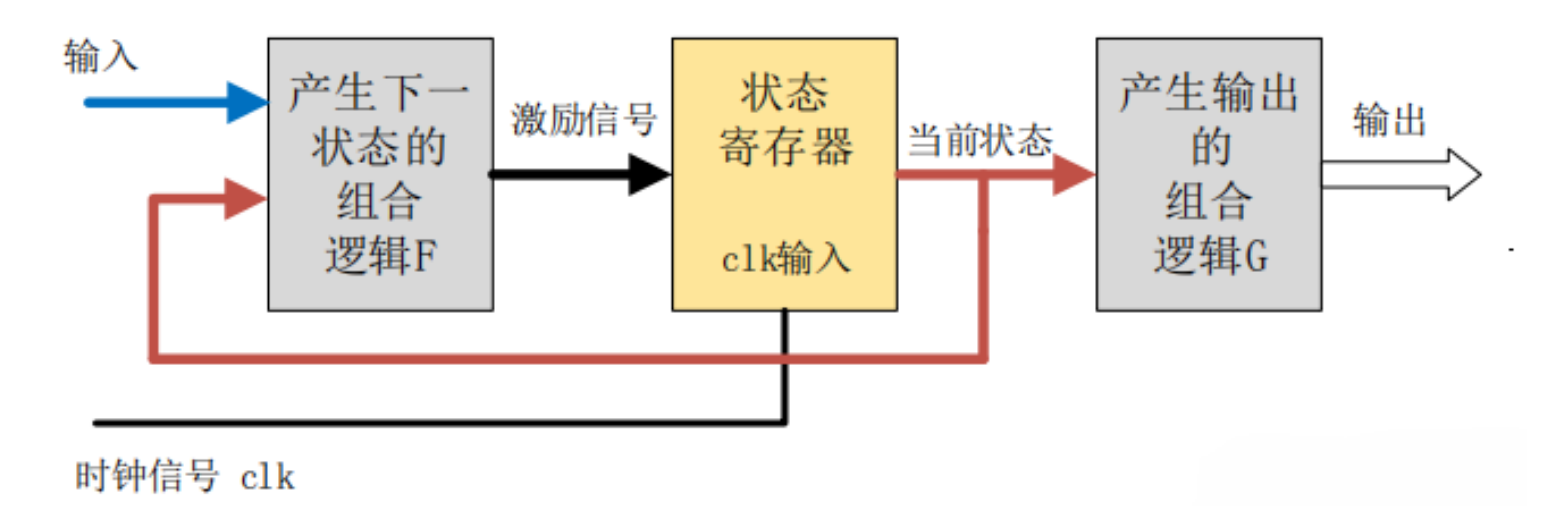 输入
产生下一
状态的
组合
逻辑F
激励信号
状态
寄存器
clk输入
当前状态
产生输出
的
组合
逻辑G
输出
时钟信号 clk